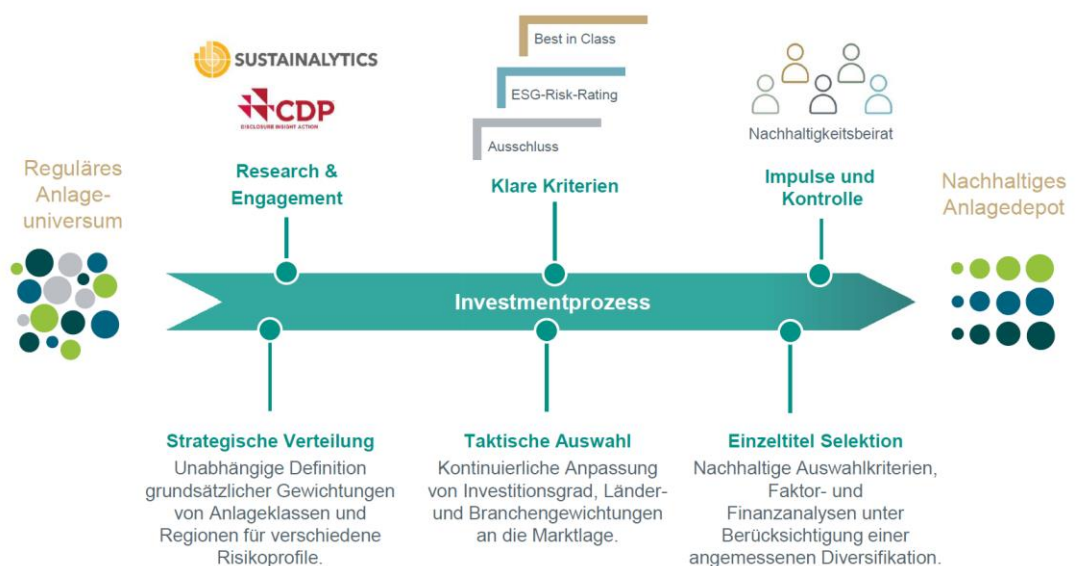 SUSTAINALYTICS
CDP
DISCLOSURE INSIGHT ACTION
Best in Class
ESG-Risk-Rating
Ausschluss
Nachhaltigkeitsbeirat
Reguläres
Anlage-
universum
Research &
Engagement
Klare Kriterien
Impulse und
Kontrolle
Nachhaltiges
Anlagedepot
Investmentprozess
Strategische Verteilung
Unabhängige Definition
grundsätzlicher Gewichtungen
von Anlageklassen und
Regionen für verschiedene
Risikoprofile.
Taktische Auswahl
Kontinuierliche Anpassung
von Investitionsgrad, Länder-
und Branchengewichtungen
an die Marktlage.
Einzeltitel Selektion
Nachhaltige Auswahlkriterien,
Faktor- und
Finanzanalysen unter
Berücksichtigung einer
angemessenen Diversifikation.